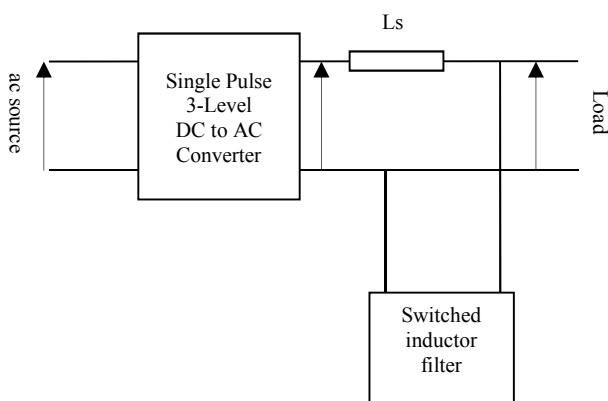 Ls
ac source
Single Pulse
3-Level
DC to AC
Converter
Load
Switched
inductor
filter